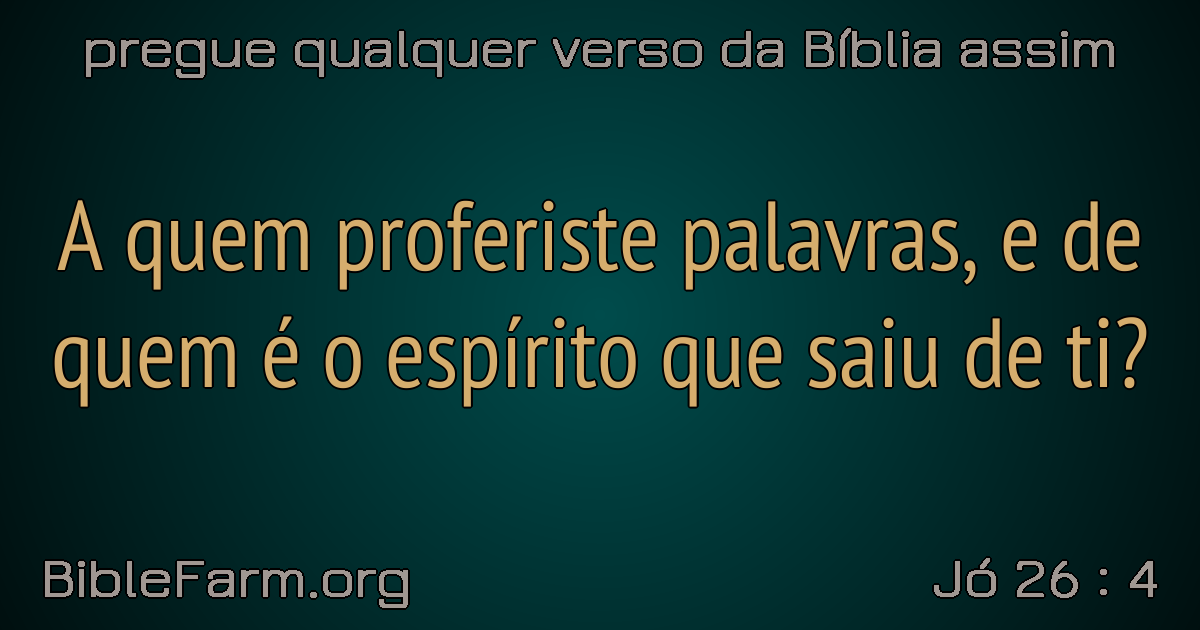 pregue qualquer verso da Bíblia assim
A quem proferiste palavras, e de
quem é o espírito que saiu de ti?
BibleFarm.org
Jó 26 : 4